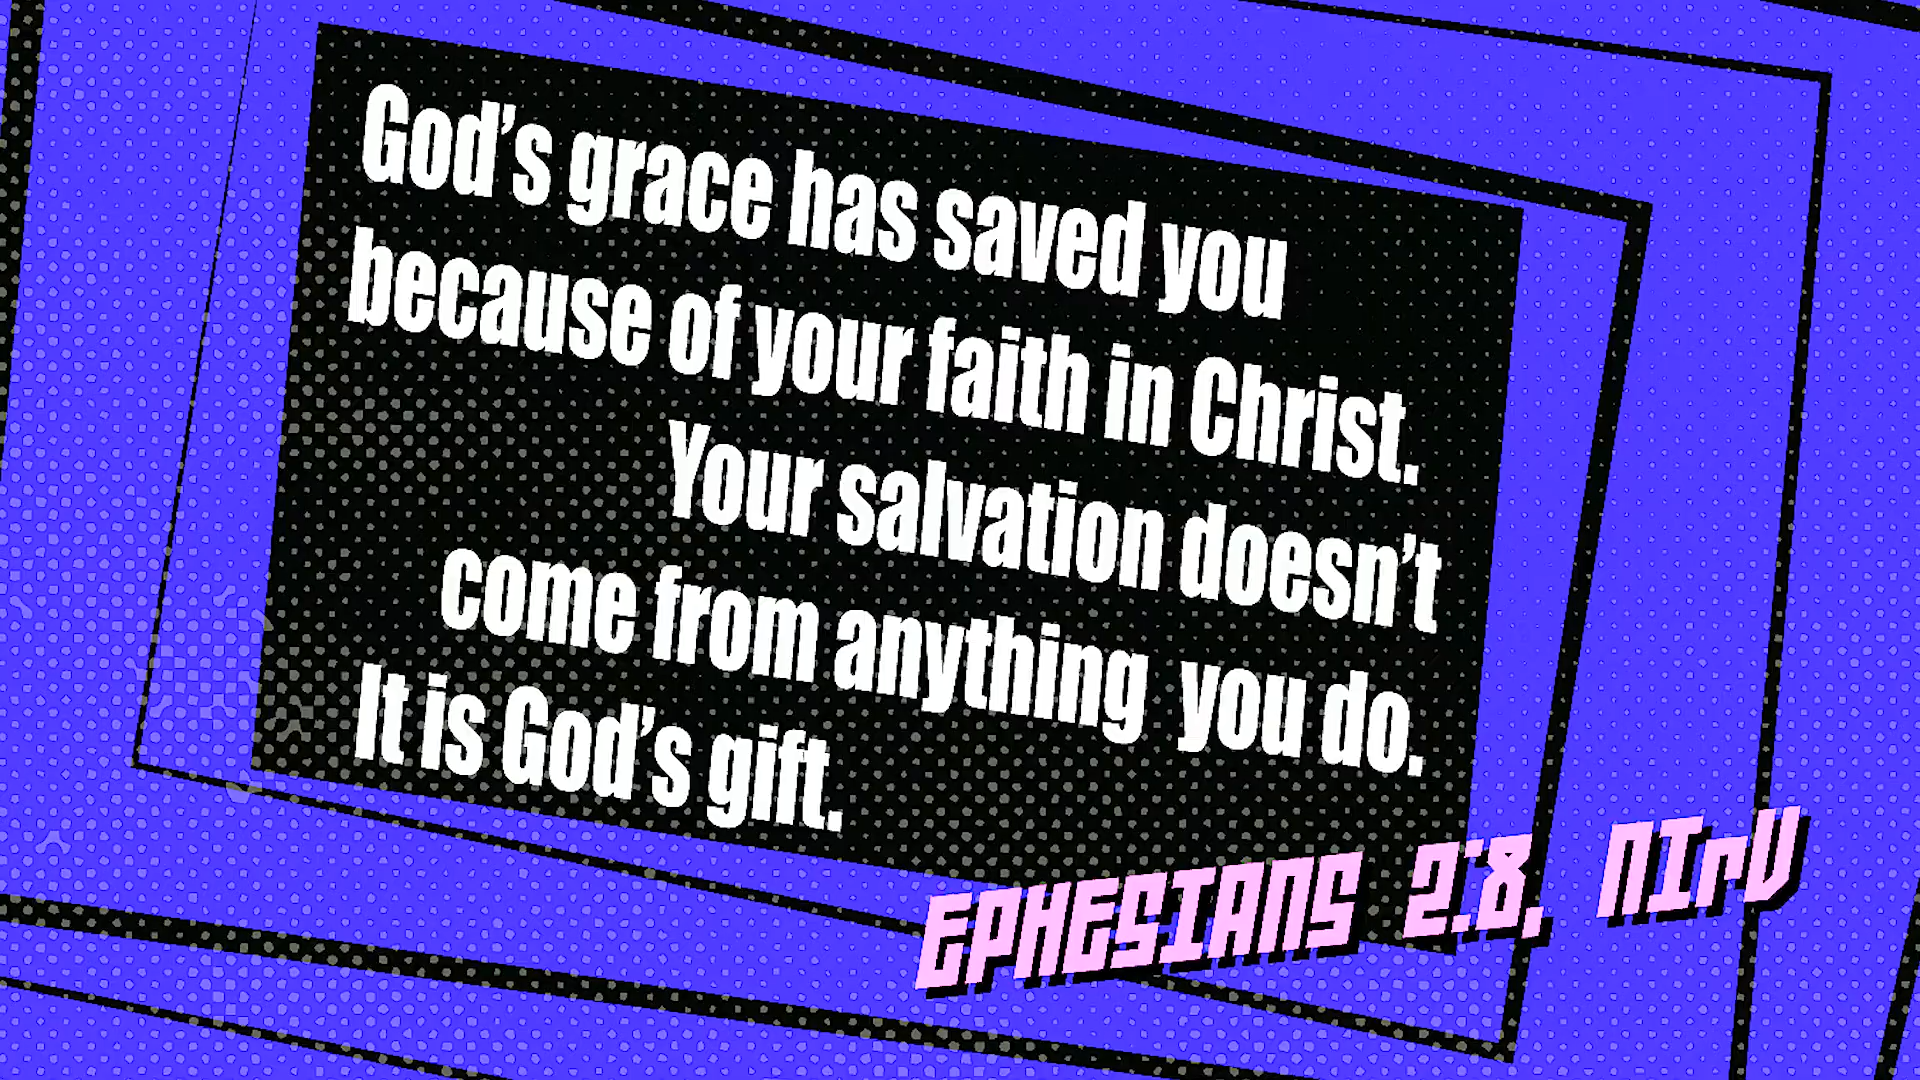 God’s grace has saved you
because of your faith in Christ.
Your salvation doesn’t
come from anything you do.
It is God’s gift.
EPHESIANS 2:8, NIrV